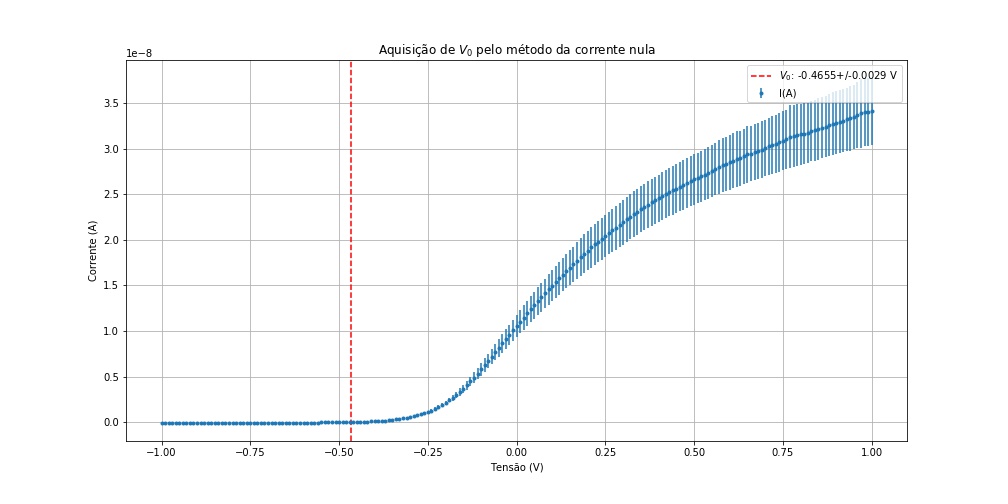 Aquisição de V₀ pelo método da corrente nula
1e−8
V₀: -0.4655+/-0.0029 V
I(A)
3.5
3.0
2.5
2.0
1.5
1.0
0.5
0.0
Corrente (A)
−1.00 −0.75 −0.50 −0.25 0.00 0.25 0.50 0.75 1.00
Tensão (V)